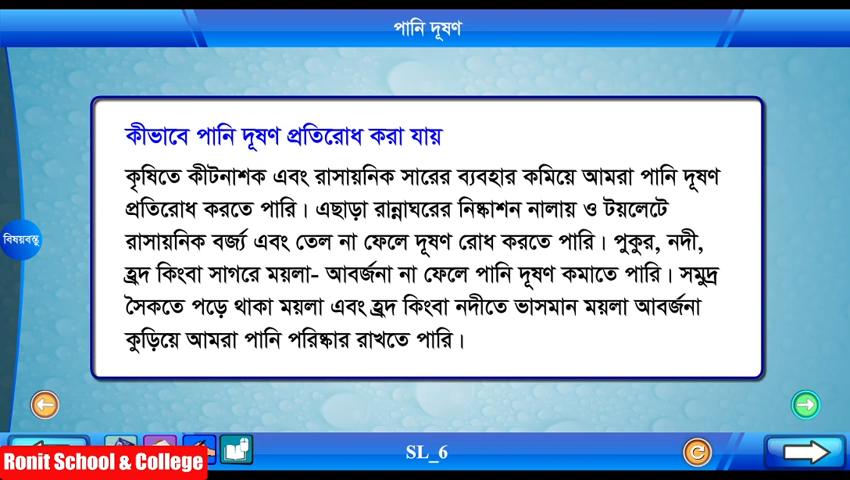 পানি দূষণ
কীভাবে পানি দূষণ প্রতিরোধ করা যায়
কৃষিতে কীটনাশক এবং রাসায়নিক সারের ব্যবহার কমিয়ে আমরা পানি দূষণ
প্রতিরোধ করতে পারি। এছাড়া রান্নাঘরের নিষ্কাশন নালায় ও টয়লেটে
রাসায়নিক বর্জ্য এবং তেল না ফেলে দূষণ রোধ করতে পারি। পুকুর, নদী,
হ্রদ কিংবা সাগরে ময়লা- আবর্জনা না ফেলে পানি দূষণ কমাতে পারি। সমুদ্র
সৈকতে পড়ে থাকা ময়লা এবং হ্রদ কিংবা নদীতে ভাসমান ময়লা আবর্জনা
কুড়িয়ে আমরা পানি পরিষ্কার রাখতে পারি।
বিষয়বস্তু
SL_6
Ronit School & College